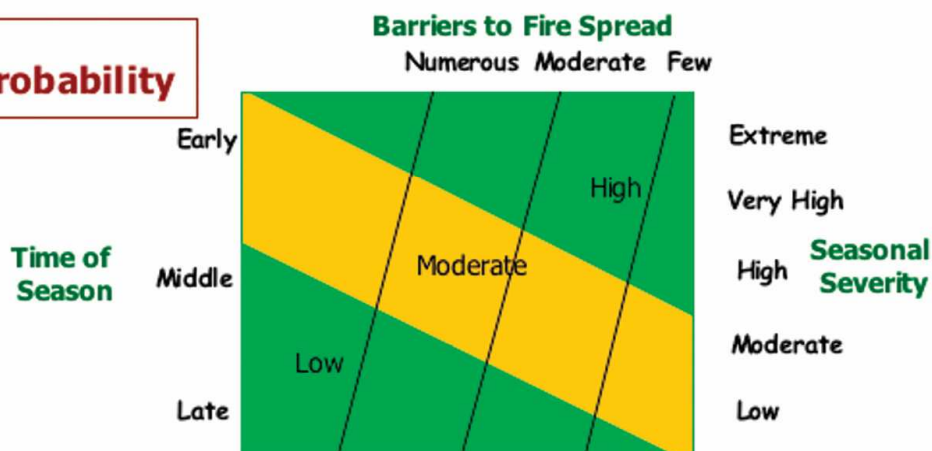 Barriers to Fire Spread
Numerous Moderate Few
robability
Early
Extreme
High
Very High
Time of
Season
Middle
Moderate
High
Seasonal
Severity
Moderate
Low
Late
Low